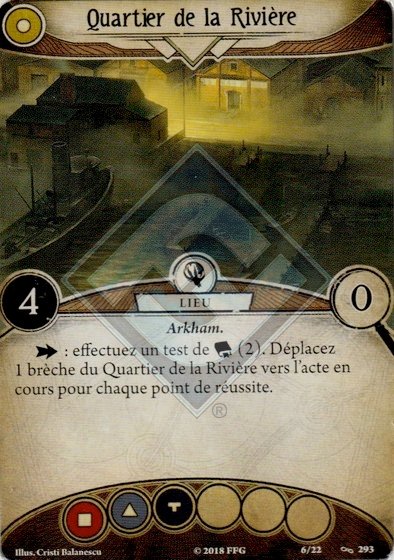 Quartier de la Rivière
4
LIEU
0
Arkham.
: effectuez un test de (2). Déplacez
1 brèche du Quartier de la Rivière vers l'acte en
cours pour chaque point de réussite.
®
Illus. Cristi Balanescu © 2018 FFG 6/22 293